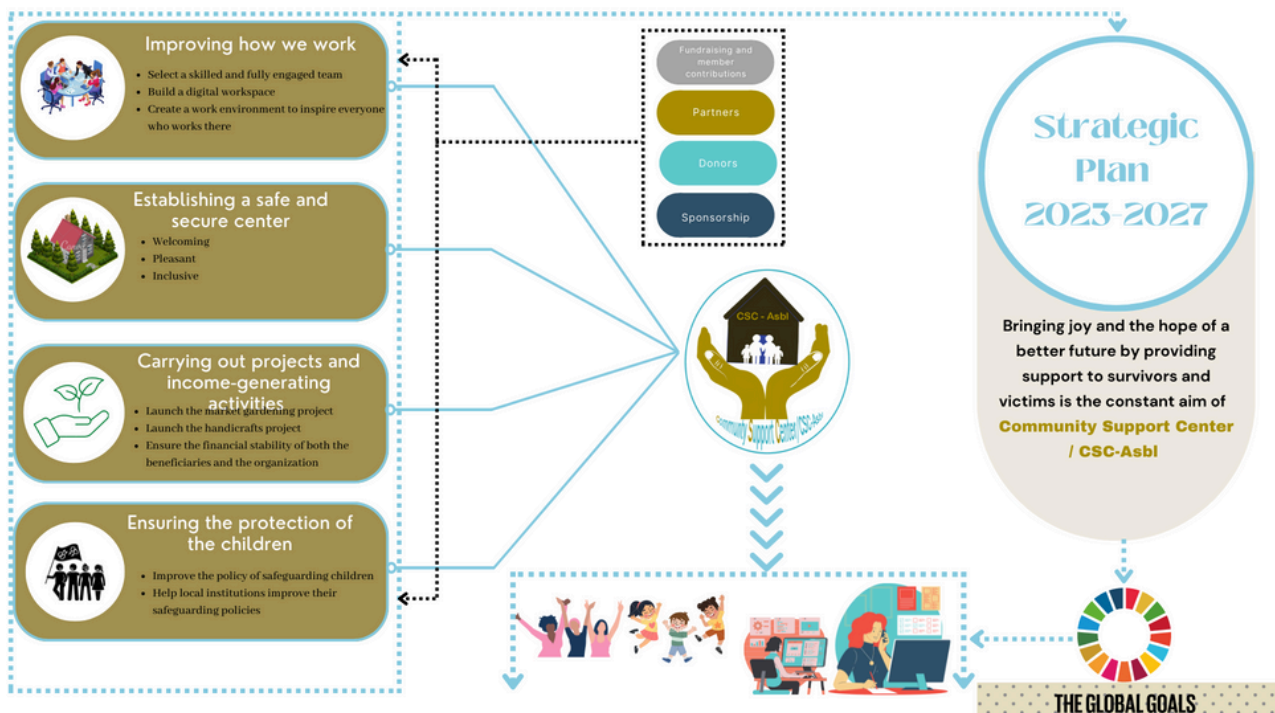 Improving how we work
• Select a skilled and fully engaged team
• Build a digital workspace
• Create a work environment to inspire everyone
who works there
Establishing a safe and
secure center
• Welcoming
• Pleasant
• Inclusive
Carrying out projects and
income-generating
activities
• Launch the market gardening project
• Launch the handicrafts project
• Ensure the financial stability of both the
beneficiaries and the organization
Ensuring the protection of
the children
• Improve the policy of safeguarding children
• Help local institutions improve their
safeguarding policies
Fundraising and
member
contributions
Partners
Donors
Sponsorship
CSC - Asbl
Community Support Center/CSC-Asbl
Strategic
Plan
2023-2027
Bringing joy and the hope of a
better future by providing
support to survivors and
victims is the constant aim of
Community Support Center
/ CSC-Asbl
THE GLOBAL GOALS